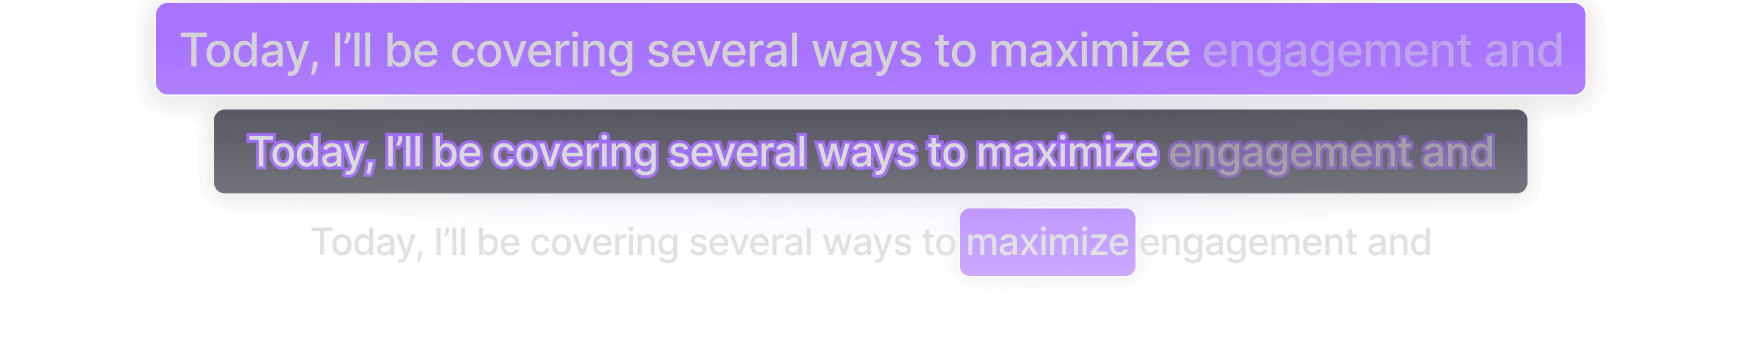 Today, I’ll be covering several ways to maximize engagement and
Today, I’ll be covering several ways to maximize engagement and
Today, I’ll be covering several ways to maximize engagement and